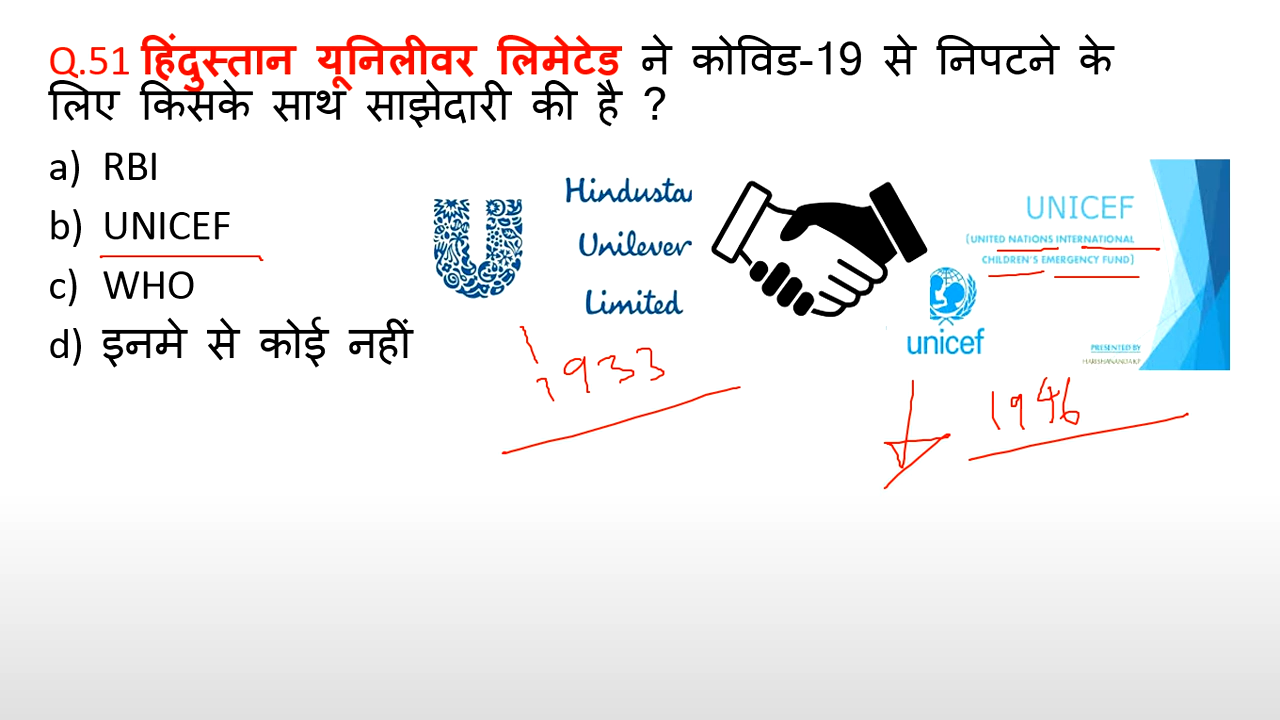 Q.51 हिंदुस्तान यूनिलीवर लिमेटेड ने कोविड-19 से निपटने के
लिए किसके साथ साझेदारी की है ?
a) RBI
b) UNICEF
c) WHO
d) इनमे से कोई नहीं
Hindusta
Unilever
Limited
UNICEF
(UNITED NATIONS INTERNATIONAL
CHILDREN'S EMERGENCY FUND)
unicef
PRESENTED BY
1933
1946